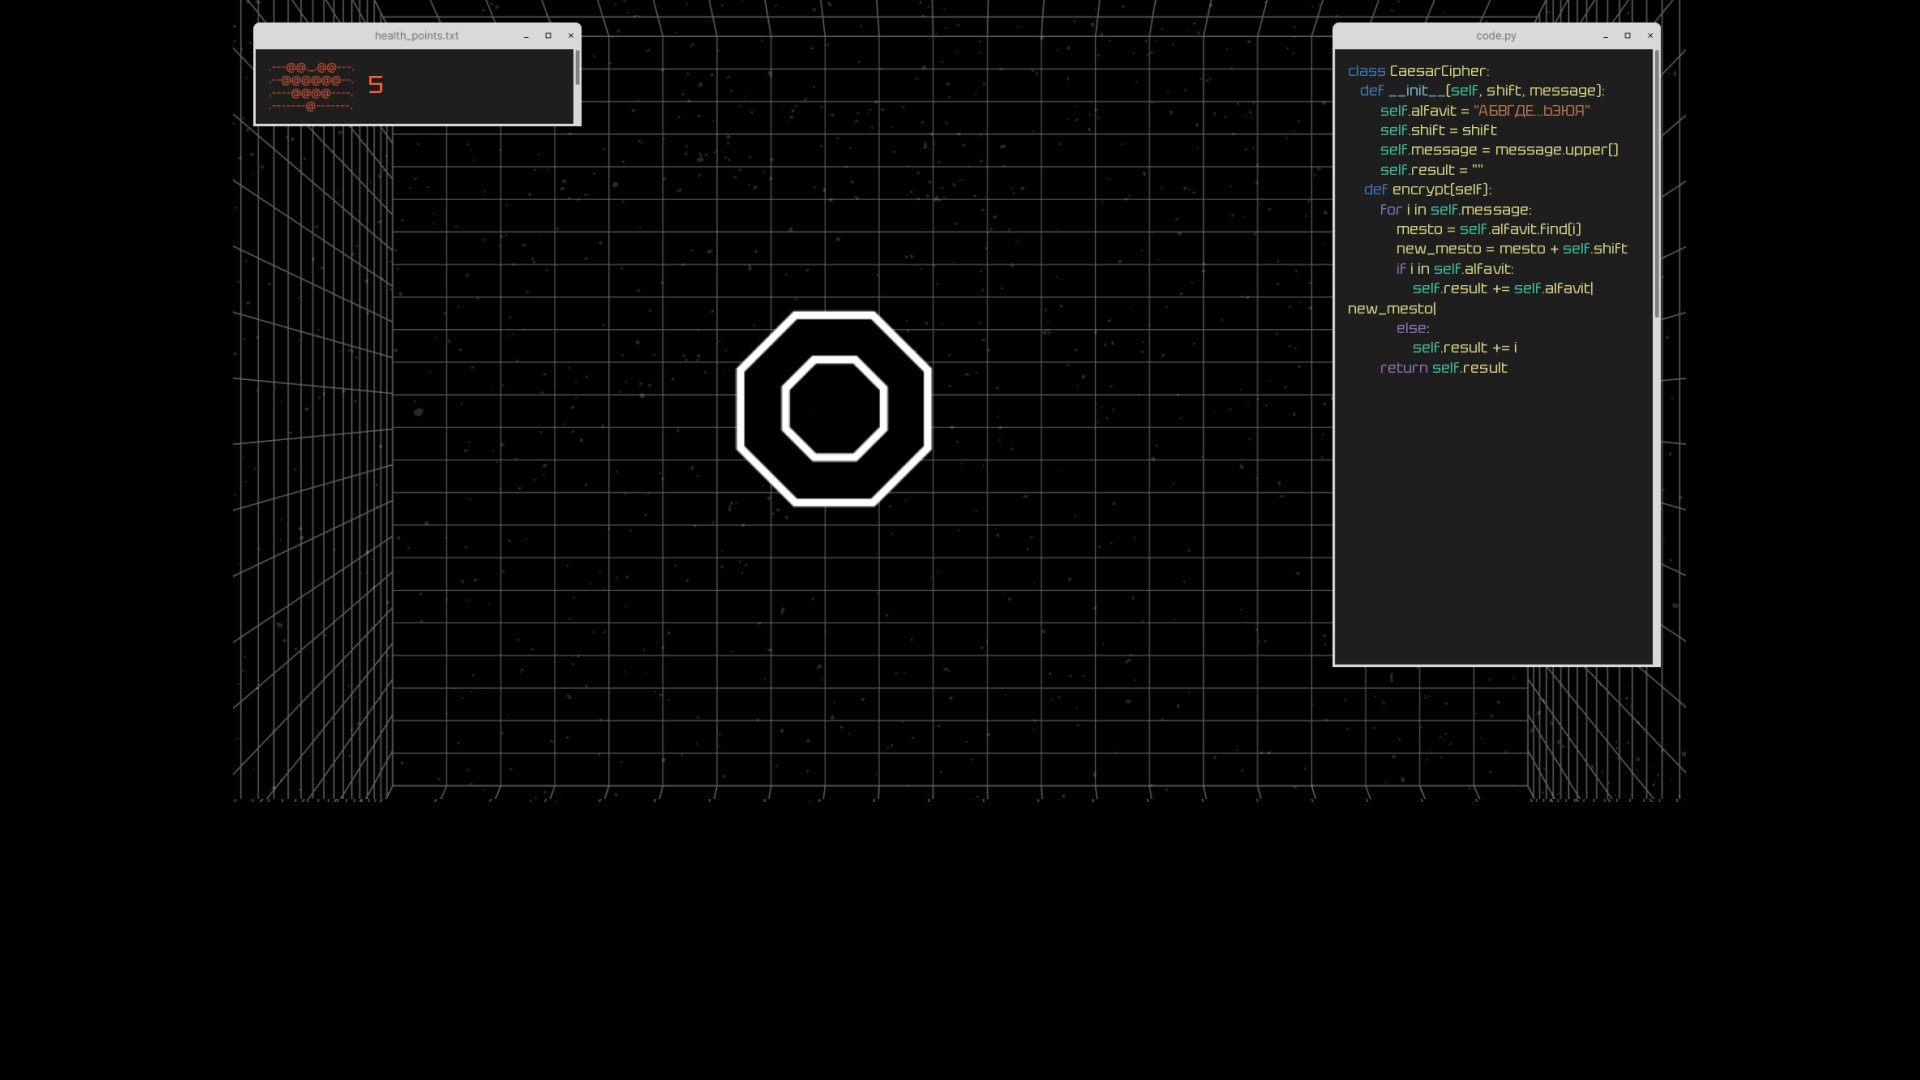 health_points.txt
.---@@._.@@---.
.--@@@@@@--.
.----@@@@----.
.-------@-------.
5
code.py
class CaesarCipher:
def __init__(self, shift, message):
self.alfavit = "АБВГДЕ...ЬЭЮЯ"
self.shift = shift
self.message = message.upper()
self.result = ""
def encrypt(self):
for i in self.message:
mesto = self.alfavit.find(i)
new_mesto = mesto + self.shift
if i in self.alfavit:
self.result += self.alfavit|
new_mesto|
else:
self.result += i
return self.result